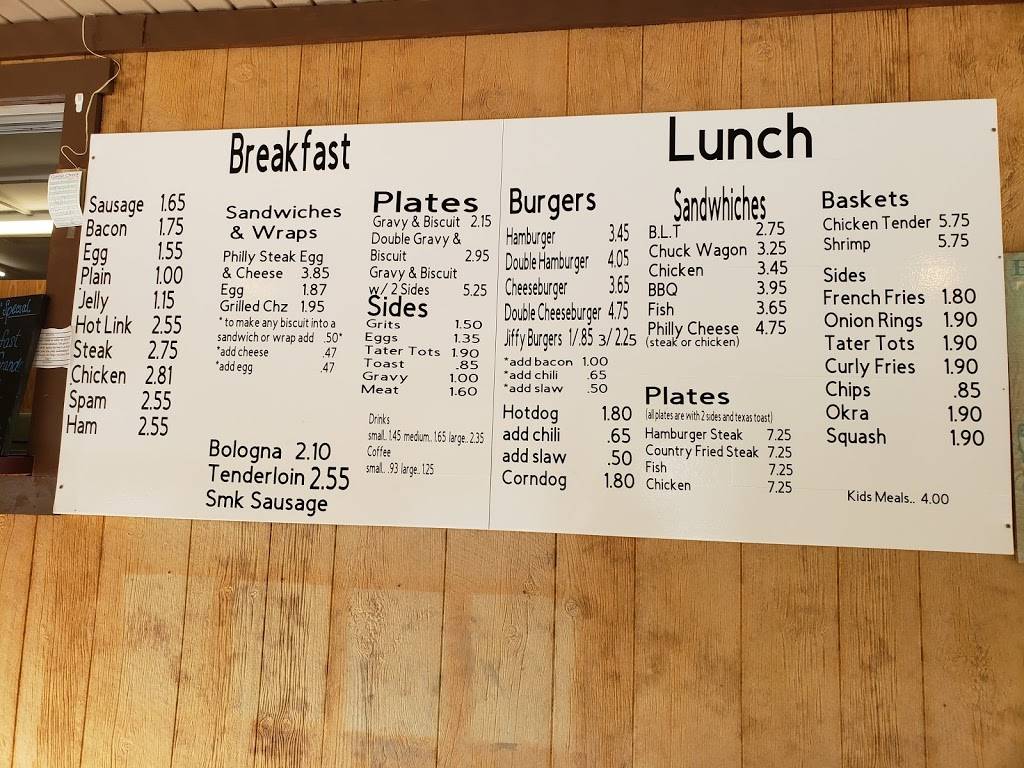 Breakfast
Sausage 1.65
Bacon 1.75
Egg 1.55
Plain 1.00
Jelly 1.15
Hot Link 2.55
Steak 2.75
Chicken 2.81
Spam 2.55
Ham 2.55
Sandwiches
& Wraps
Philly Steak Egg
& Cheese 3.85
Egg 1.87
Grilled Chz 1.95
* to make any biscuit into a
sandwich or wrap add .50*
*add cheese .47
*add egg .47
Bologna 2.10
Tenderloin 2.55
Smk Sausage
Plates
Gravy & Biscuit 2.15
Double Gravy &
Biscuit 2.95
Gravy & Biscuit
w/ 2 Sides 5.25
Sides
Grits 1.50
Eggs 1.35
Tater Tots 1.90
Toast .85
Gravy 1.00
Meat 1.60
Drinks
small.. 1.45 medium.. 1.65 large.. 2.35
Coffee
small.. .93 large.. 1.25
Lunch
Burgers
Hamburger 3.45
Double Hamburger 4.05
Cheeseburger 3.65
Double Cheeseburger 4.75
Jiffy Burgers 1/.85 3/2.25
*add bacon 1.00
*add chili .65
*add slaw .50
Hotdog 1.80
add chili .65
add slaw .50
Corndog 1.80
Sandwhiches
B.L.T 2.75
Chuck Wagon 3.25
Chicken 3.45
BBQ 3.95
Fish 3.65
Philly Cheese 4.75
(steak or chicken)
Plates
(all plates are with 2 sides and texas toast)
Hamburger Steak 7.25
Country Fried Steak 7.25
Fish 7.25
Chicken 7.25
Baskets
Chicken Tender 5.75
Shrimp 5.75
Sides
French Fries 1.80
Onion Rings 1.90
Tater Tots 1.90
Curly Fries 1.90
Chips .85
Okra 1.90
Squash 1.90
Kids Meals.. 4.00
Special